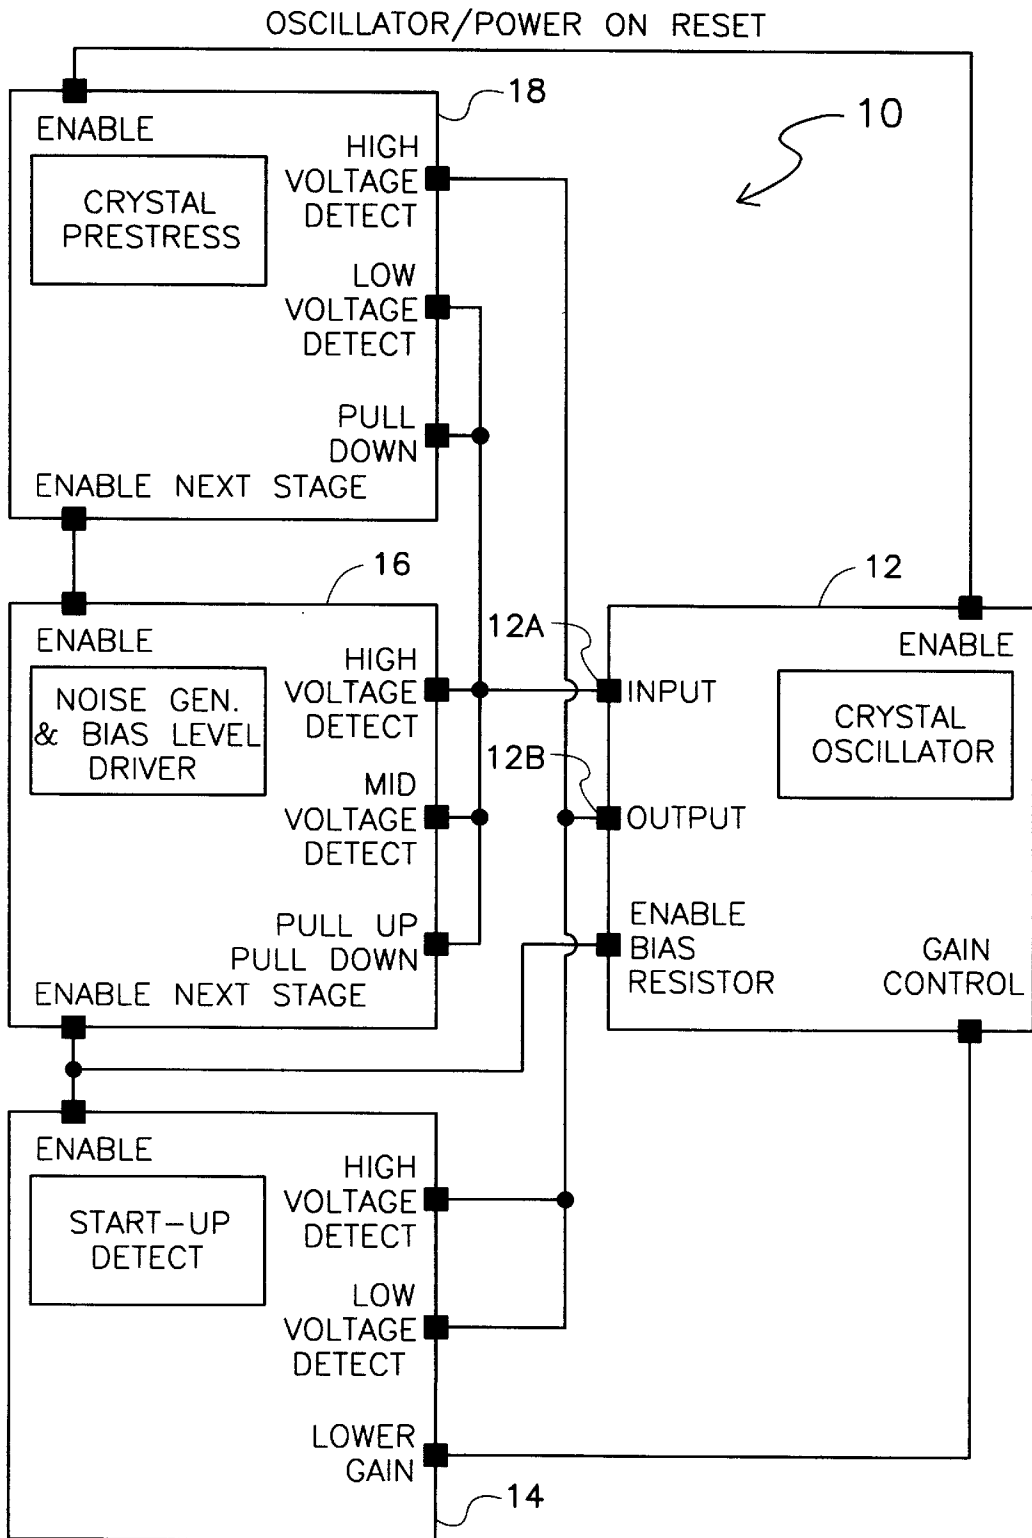 OSCILLATOR/POWER ON RESET
18
10
ENABLE
CRYSTAL
PRESTRESS
HIGH
VOLTAGE
DETECT
LOW
VOLTAGE
DETECT
PULL
DOWN
ENABLE NEXT STAGE
16
ENABLE
NOISE GEN.
& BIAS LEVEL
DRIVER
HIGH
VOLTAGE
DETECT
MID
VOLTAGE
DETECT
PULL UP
PULL DOWN
ENABLE NEXT STAGE
12
12A
12B
ENABLE
INPUT
CRYSTAL
OSCILLATOR
OUTPUT
ENABLE
BIAS
RESISTOR
GAIN
CONTROL
ENABLE
START-UP
DETECT
HIGH
VOLTAGE
DETECT
LOW
VOLTAGE
DETECT
LOWER
GAIN
14